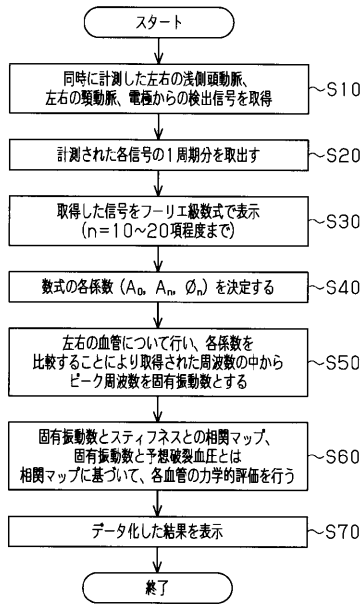 スタート
同時に計測した左右の浅側頭動脈、
左右の頸動脈、電極からの検出信号を取得
S10
計測された各信号の1周期分を取出す
S20
取得した信号をフーリエ級数式で表示
(n=10~20項程度まで)
S30
数式の各係数(A₀, Aₙ, Øₙ)を決定する
S40
左右の血管について行い、各係数を
比較することにより取得された周波数の中から
ピーク周波数を固有振動数とする
S50
固有振動数とスティフネスとの相関マップ、
固有振動数と予想破裂血圧とは
相関マップに基づいて、各血管の力学的評価を行う
S60
データ化した結果を表示
S70
終了